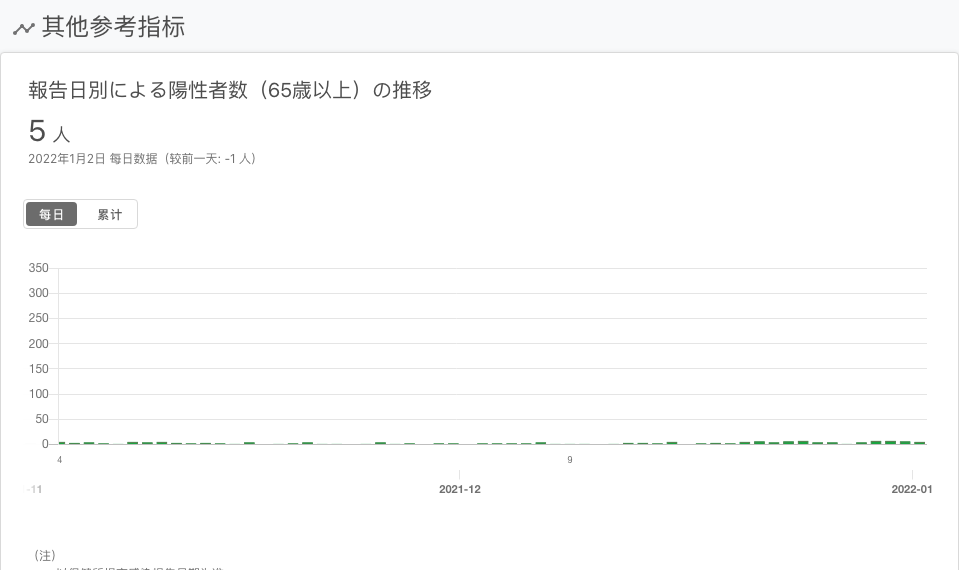 其他参考指标
報告日別による陽性者数（65歳以上）の推移
5 人
2022年1月2日 每日数据（较前一天: -1 人）
每日 累计
350
300
250
200
150
100
50
0
4 9
-11 2021-12 2022-01
（注）